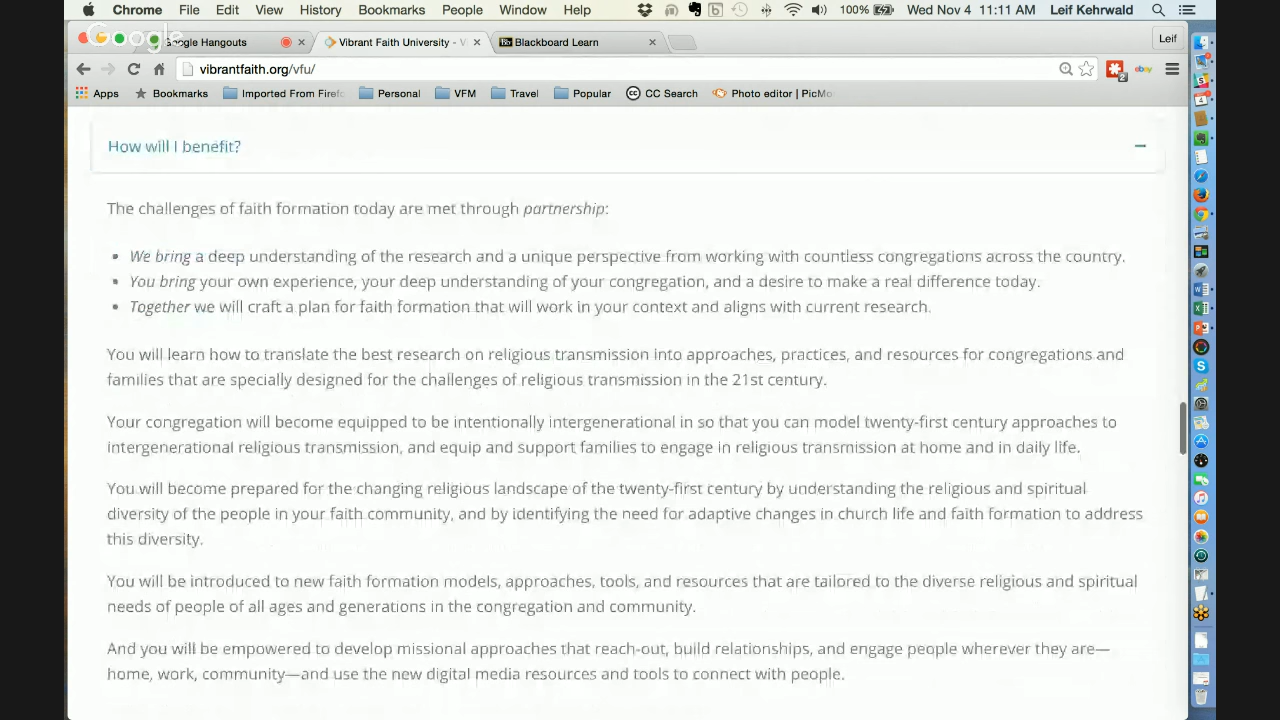 Chrome File Edit View History Bookmarks People Window Help 100% Wed Nov 4 11:11 AM Leif Kehrwald
Google
Google Hangouts
Vibrant Faith University - V
Blackboard Learn
Leif
vibrantfaith.org/vfu/
Apps Bookmarks Imported From Firefo Personal VFM Travel Popular CC Search Photo editor | PicMo
How will I benefit?
The challenges of faith formation today are met through partnership:
We bring a deep understanding of the research and a unique perspective from working with countless congregations across the country.
You bring your own experience, your deep understanding of your congregation, and a desire to make a real difference today.
Together we will craft a plan for faith formation that will work in your context and aligns with current research.
You will learn how to translate the best research on religious transmission into approaches, practices, and resources for congregations and
families that are specially designed for the challenges of religious transmission in the 21st century.
Your congregation will become equipped to be intentionally intergenerational in so that you can model twenty-first century approaches to
intergenerational religious transmission, and equip and support families to engage in religious transmission at home and in daily life.
You will become prepared for the changing religious landscape of the twenty-first century by understanding the religious and spiritual
diversity of the people in your faith community, and by identifying the need for adaptive changes in church life and faith formation to address
this diversity.
You will be introduced to new faith formation models, approaches, tools, and resources that are tailored to the diverse religious and spiritual
needs of people of all ages and generations in the congregation and community.
And you will be empowered to develop missional approaches that reach-out, build relationships, and engage people wherever they are—
home, work, community—and use the new digital media resources and tools to connect with people.